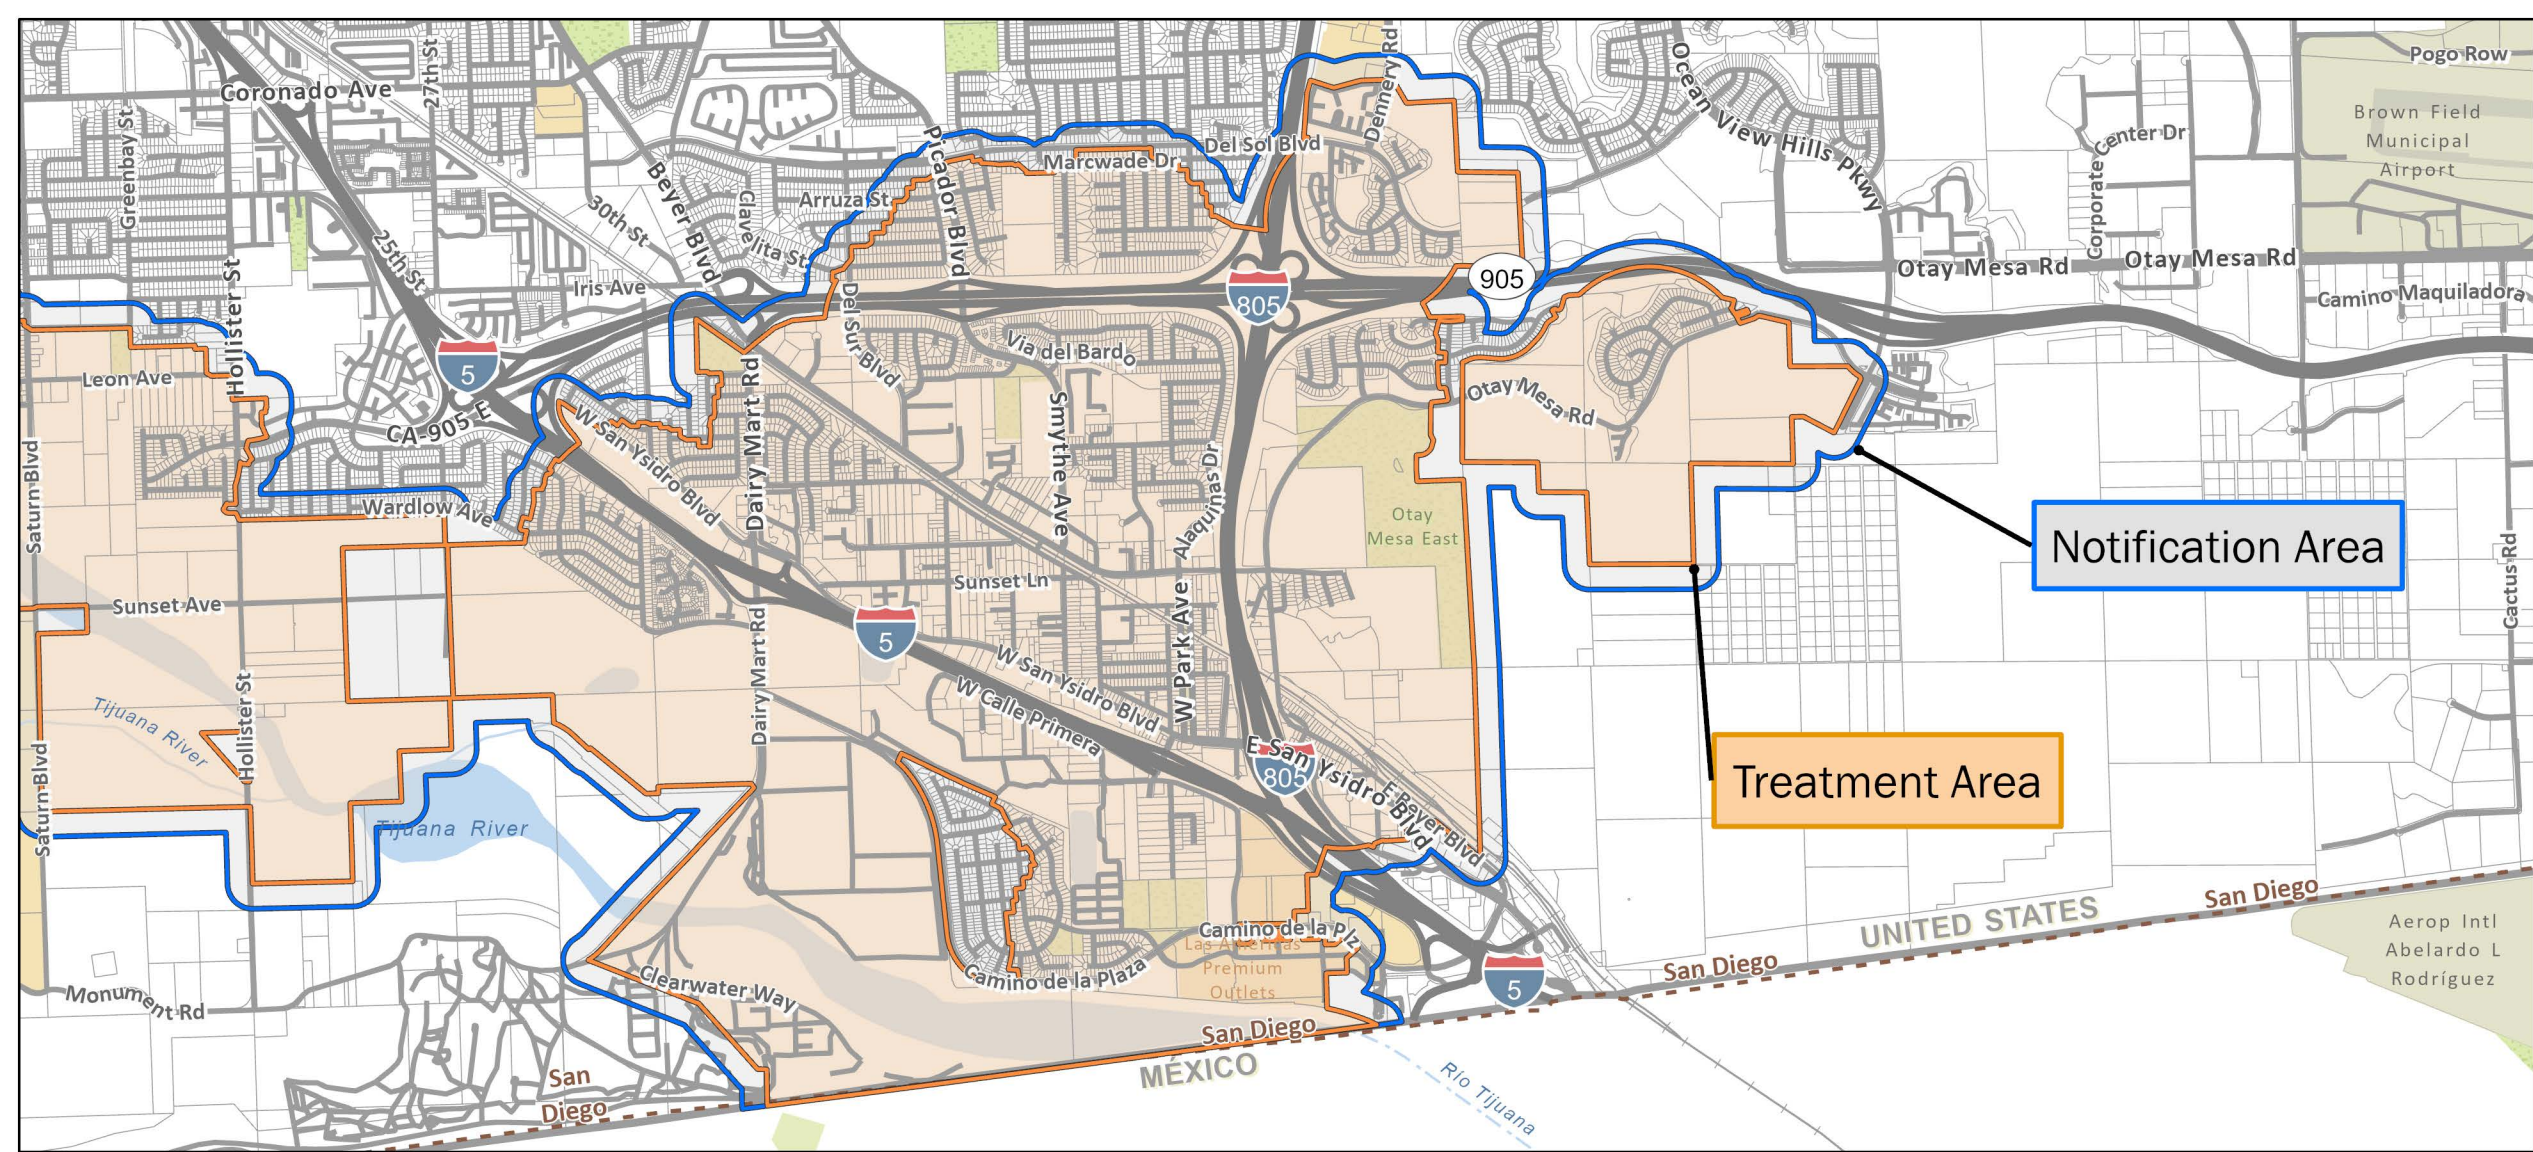 Pogo Row
Coronado Ave
27th St
Dennery Rd
Ocean View Hills Pkwy
Brown Field
Municipal
Airport
Greenbay St
Picador Blvd
Del Sol Blvd
Marcwade Dr
Corporate Center Dr
Beyer Blvd
Clavelita St
Arruza St
30th St
25th St
Hollister St
Iris Ave
Otay Mesa Rd
Otay Mesa Rd
905
Camino Maquiladora
805
Del Sur Blvd
Via del Bardo
5
Leon Ave
Dairy Mart Rd
Otay Mesa Rd
CA-905 E
W San Ysidro Blvd
Smythe Ave
Saturn Blvd
Wardlow Ave
Alaquinas Dr
Otay
Mesa East
Notification Area
Cactus Rd
Sunset Ave
Sunset Ln
5
Dairy Mart Rd
W Park Ave
W San Ysidro Blvd
W Calle Primera
Tijuana River
Hollister St
E San Ysidro Blvd
805
E Beyer Blvd
Treatment Area
Saturn Blvd
Tijuana River
San Diego
UNITED STATES
Aerop Intl
Abelardo L
Rodríguez
Camino de la Plz
Las Americas
Premium
Outlets
Camino de la Plaza
San Diego
5
Clearwater Way
Monument Rd
San Diego
MÉXICO
San
Diego
Río Tijuana